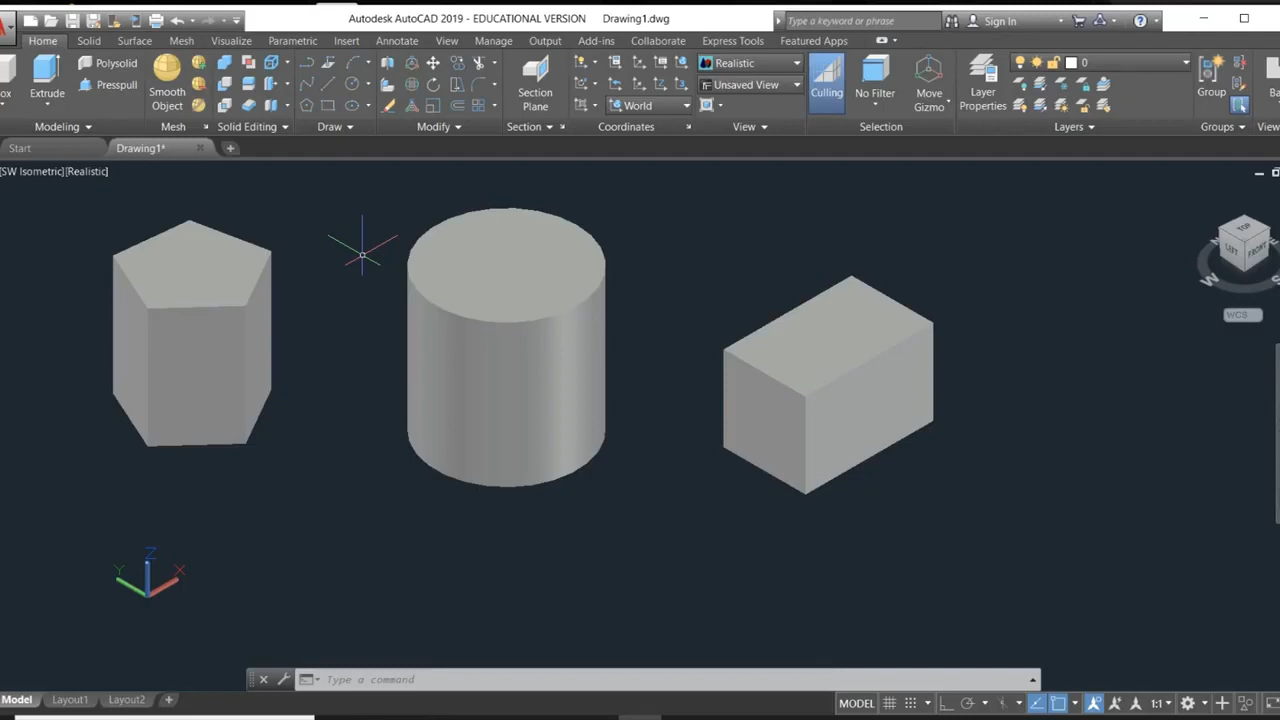 Autodesk AutoCAD 2019 - EDUCATIONAL VERSION Drawing1.dwg
Type a keyword or phrase
Sign In
Home Solid Surface Mesh Visualize Parametric Insert Annotate View Manage Output Add-ins Collaborate Express Tools Featured Apps
Extrude
Polysolid
Presspull
Smooth
Object
Section
Plane
World
Realistic
Unsaved View
Culling
No Filter
Move
Gizmo
Layer
Properties
0
Group
Modeling Mesh Solid Editing Draw Modify Section Coordinates View Selection Layers Groups
Start Drawing1*
[SW Isometric][Realistic]
TOP
LEFT FRONT
W S
WCS
Z
Y X
Type a command
Model Layout1 Layout2
MODEL
1:1